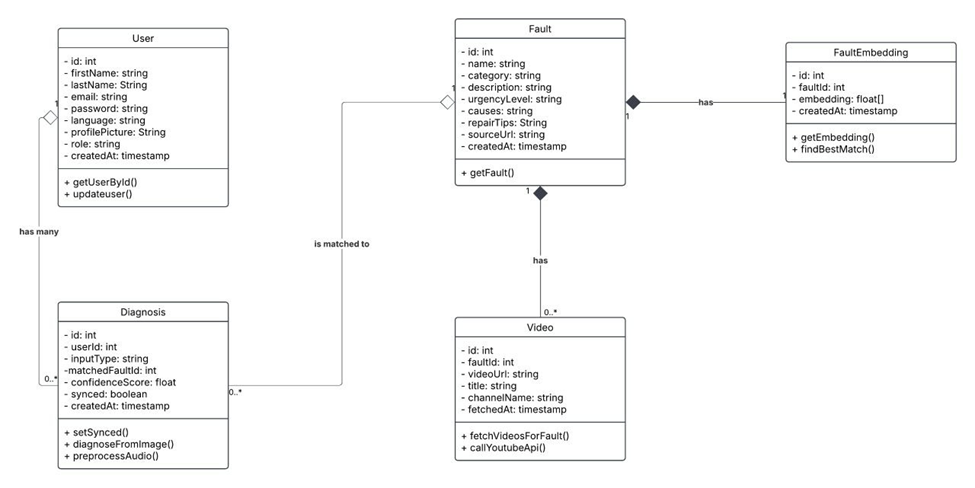 User
- id: int
- firstName: string
- lastName: String
- email: string
- password: string
- language: string
- profilePicture: String
- role: string
- createdAt: timestamp
+ getUserById()
+ updateuser()
1
has many
0..*
Diagnosis
- id: int
- userId: int
- inputType: string
-matchedFaultId: int
- confidenceScore: float
- synced: boolean
- createdAt: timestamp
+ setSynced()
+ diagnoseFromImage()
+ preprocessAudio()
0..*
is matched to
1
Fault
- id: int
- name: string
- category: string
- description: string
- urgencyLevel: string
- causes: string
- repairTips: String
- sourceUrl: string
- createdAt: timestamp
+ getFault()
1
has
1
FaultEmbedding
- id: int
- faultId: int
- embedding: float[]
- createdAt: timestamp
+ getEmbedding()
+ findBestMatch()
1
has
0..*
Video
- id: int
- faultId: int
- videoUrl: string
- title: string
- channelName: string
- fetchedAt: timestamp
+ fetchVideosForFault()
+ callYoutubeApi()